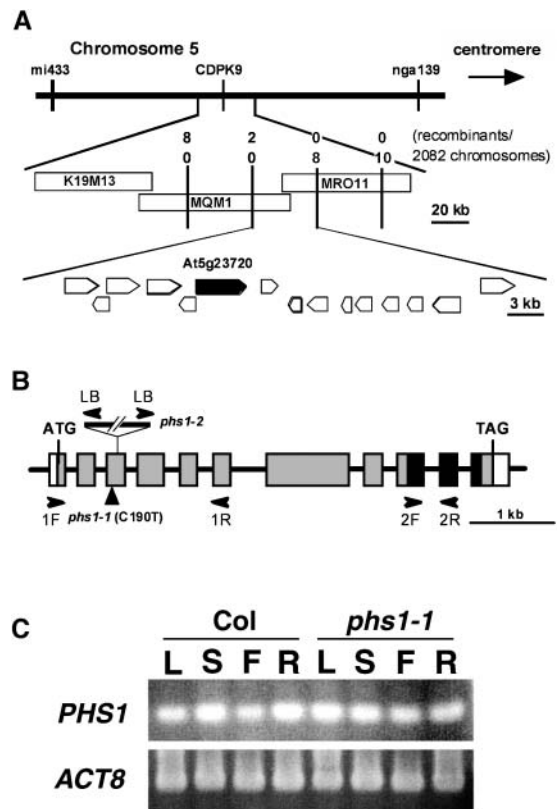 A
Chromosome 5
centromere
mi433
CDPK9
nga139
8 2 0 0 (recombinants/
0 0 8 10 2082 chromosomes)
K19M13
MQM1
MRO11
20 kb
At5g23720
3 kb
B
LB LB
phs1-2
ATG
TAG
1F
phs1-1 (C190T)
1R
2F
2R
1 kb
C
Col
phs1-1
L S F R L S F R
PHS1
ACT8